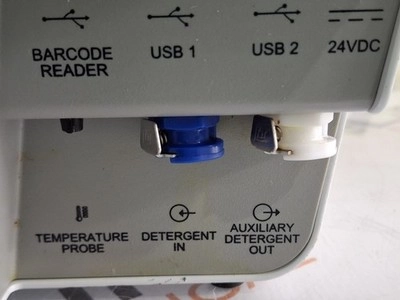 BARCODE
READER
USB 1
USB 2
24VDC
TEMPERATURE
PROBE
DETERGENT
IN
AUXILIARY
DETERGENT
OUT